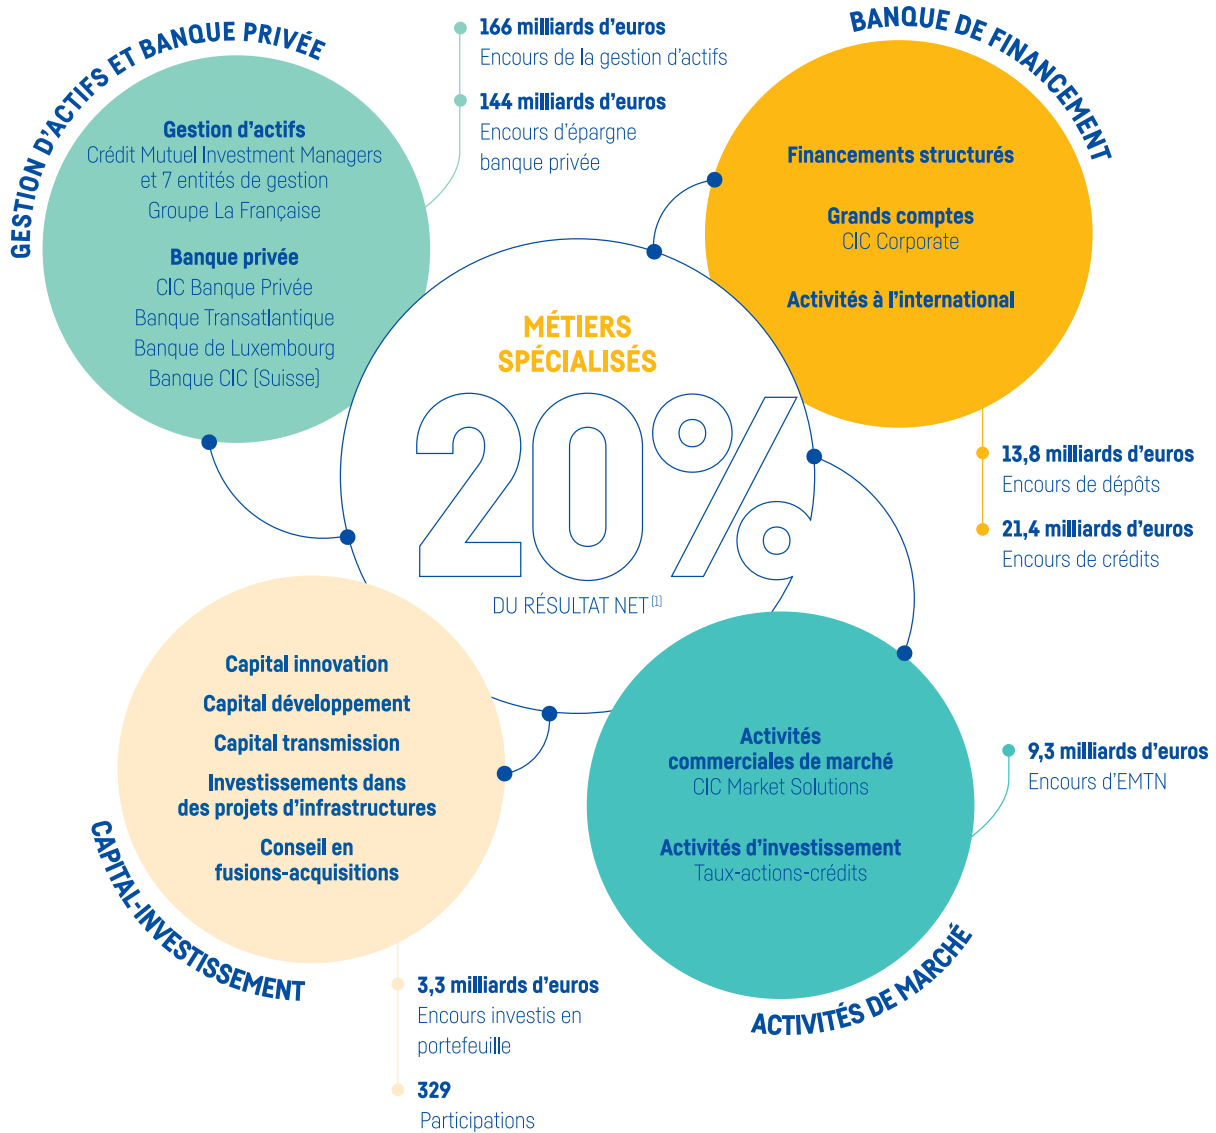 GESTION D'ACTIFS ET BANQUE PRIVÉE
Gestion d'actifs
Crédit Mutuel Investment Managers
et 7 entités de gestion
Groupe La Française
Banque privée
CIC Banque Privée
Banque Transatlantique
Banque de Luxembourg
Banque CIC (Suisse)
166 milliards d'euros
Encours de la gestion d'actifs
144 milliards d'euros
Encours d'épargne
banque privée
BANQUE DE FINANCEMENT
Financements structurés
Grands comptes
CIC Corporate
Activités à l'international
13,8 milliards d'euros
Encours de dépôts
21,4 milliards d'euros
Encours de crédits
MÉTIERS
SPÉCIALISÉS
20%
DU RÉSULTAT NET (1)
Capital innovation
Capital développement
Capital transmission
Investissements dans
des projets d'infrastructures
Conseil en
fusions-acquisitions
CAPITAL-INVESTISSEMENT
3,3 milliards d'euros
Encours investis en
portefeuille
329
Participations
Activités
commerciales de marché
CIC Market Solutions
Activités d'investissement
Taux-actions-crédits
ACTIVITÉS DE MARCHÉ
9,3 milliards d'euros
Encours d'EMTN